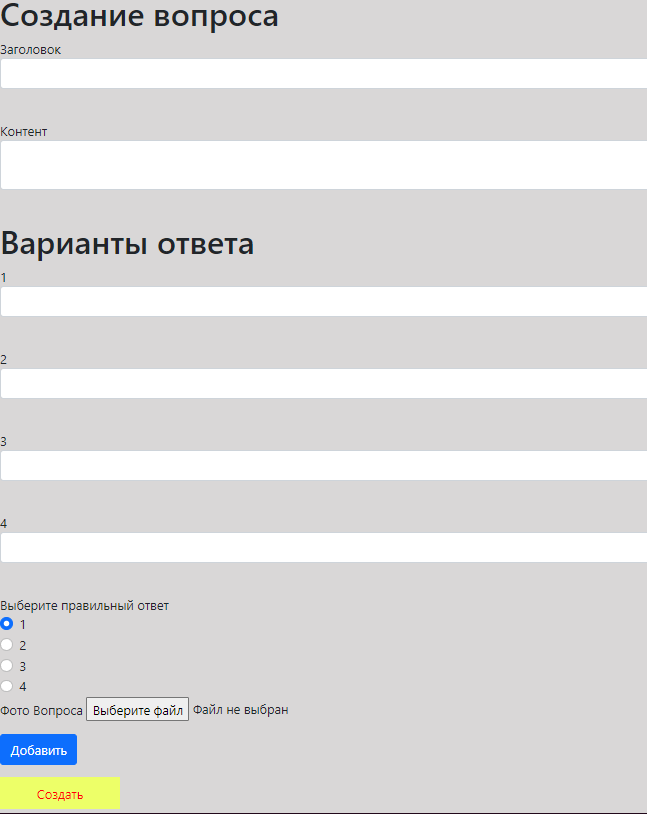 Создание вопроса
Заголовок
Контент
Варианты ответа
1
2
3
4
Выберите правильный ответ
1
2
3
4
Фото Вопроса Выберите файл Файл не выбран
Добавить
Создать